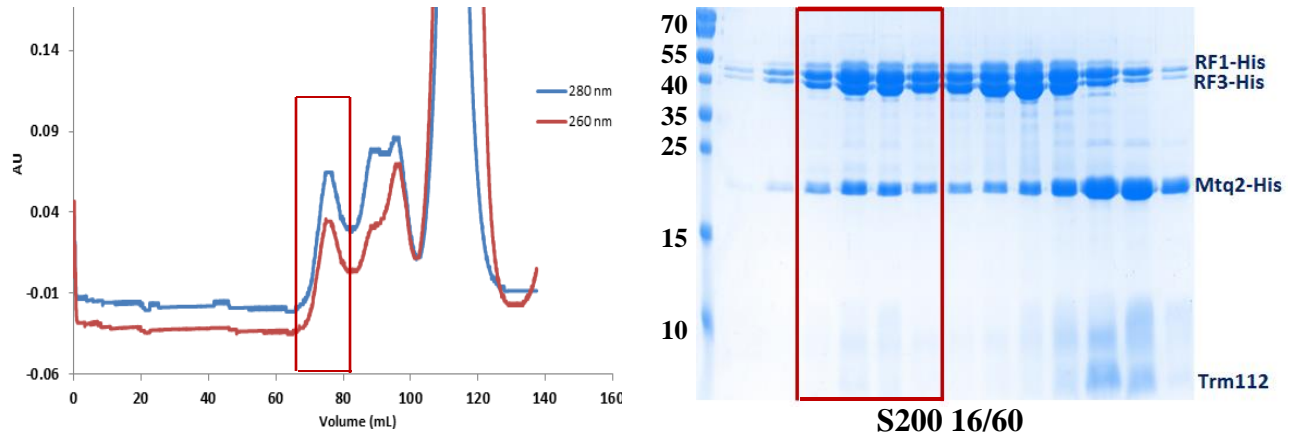 0.14
0.09
0.04
-0.01
-0.06
AU
0 20 40 60 80 100 120 140 160
Volume (mL)
280 nm
260 nm
70
55
40
35
25
15
10
RF1-His
RF3-His
Mtq2-His
Trm112
S200 16/60